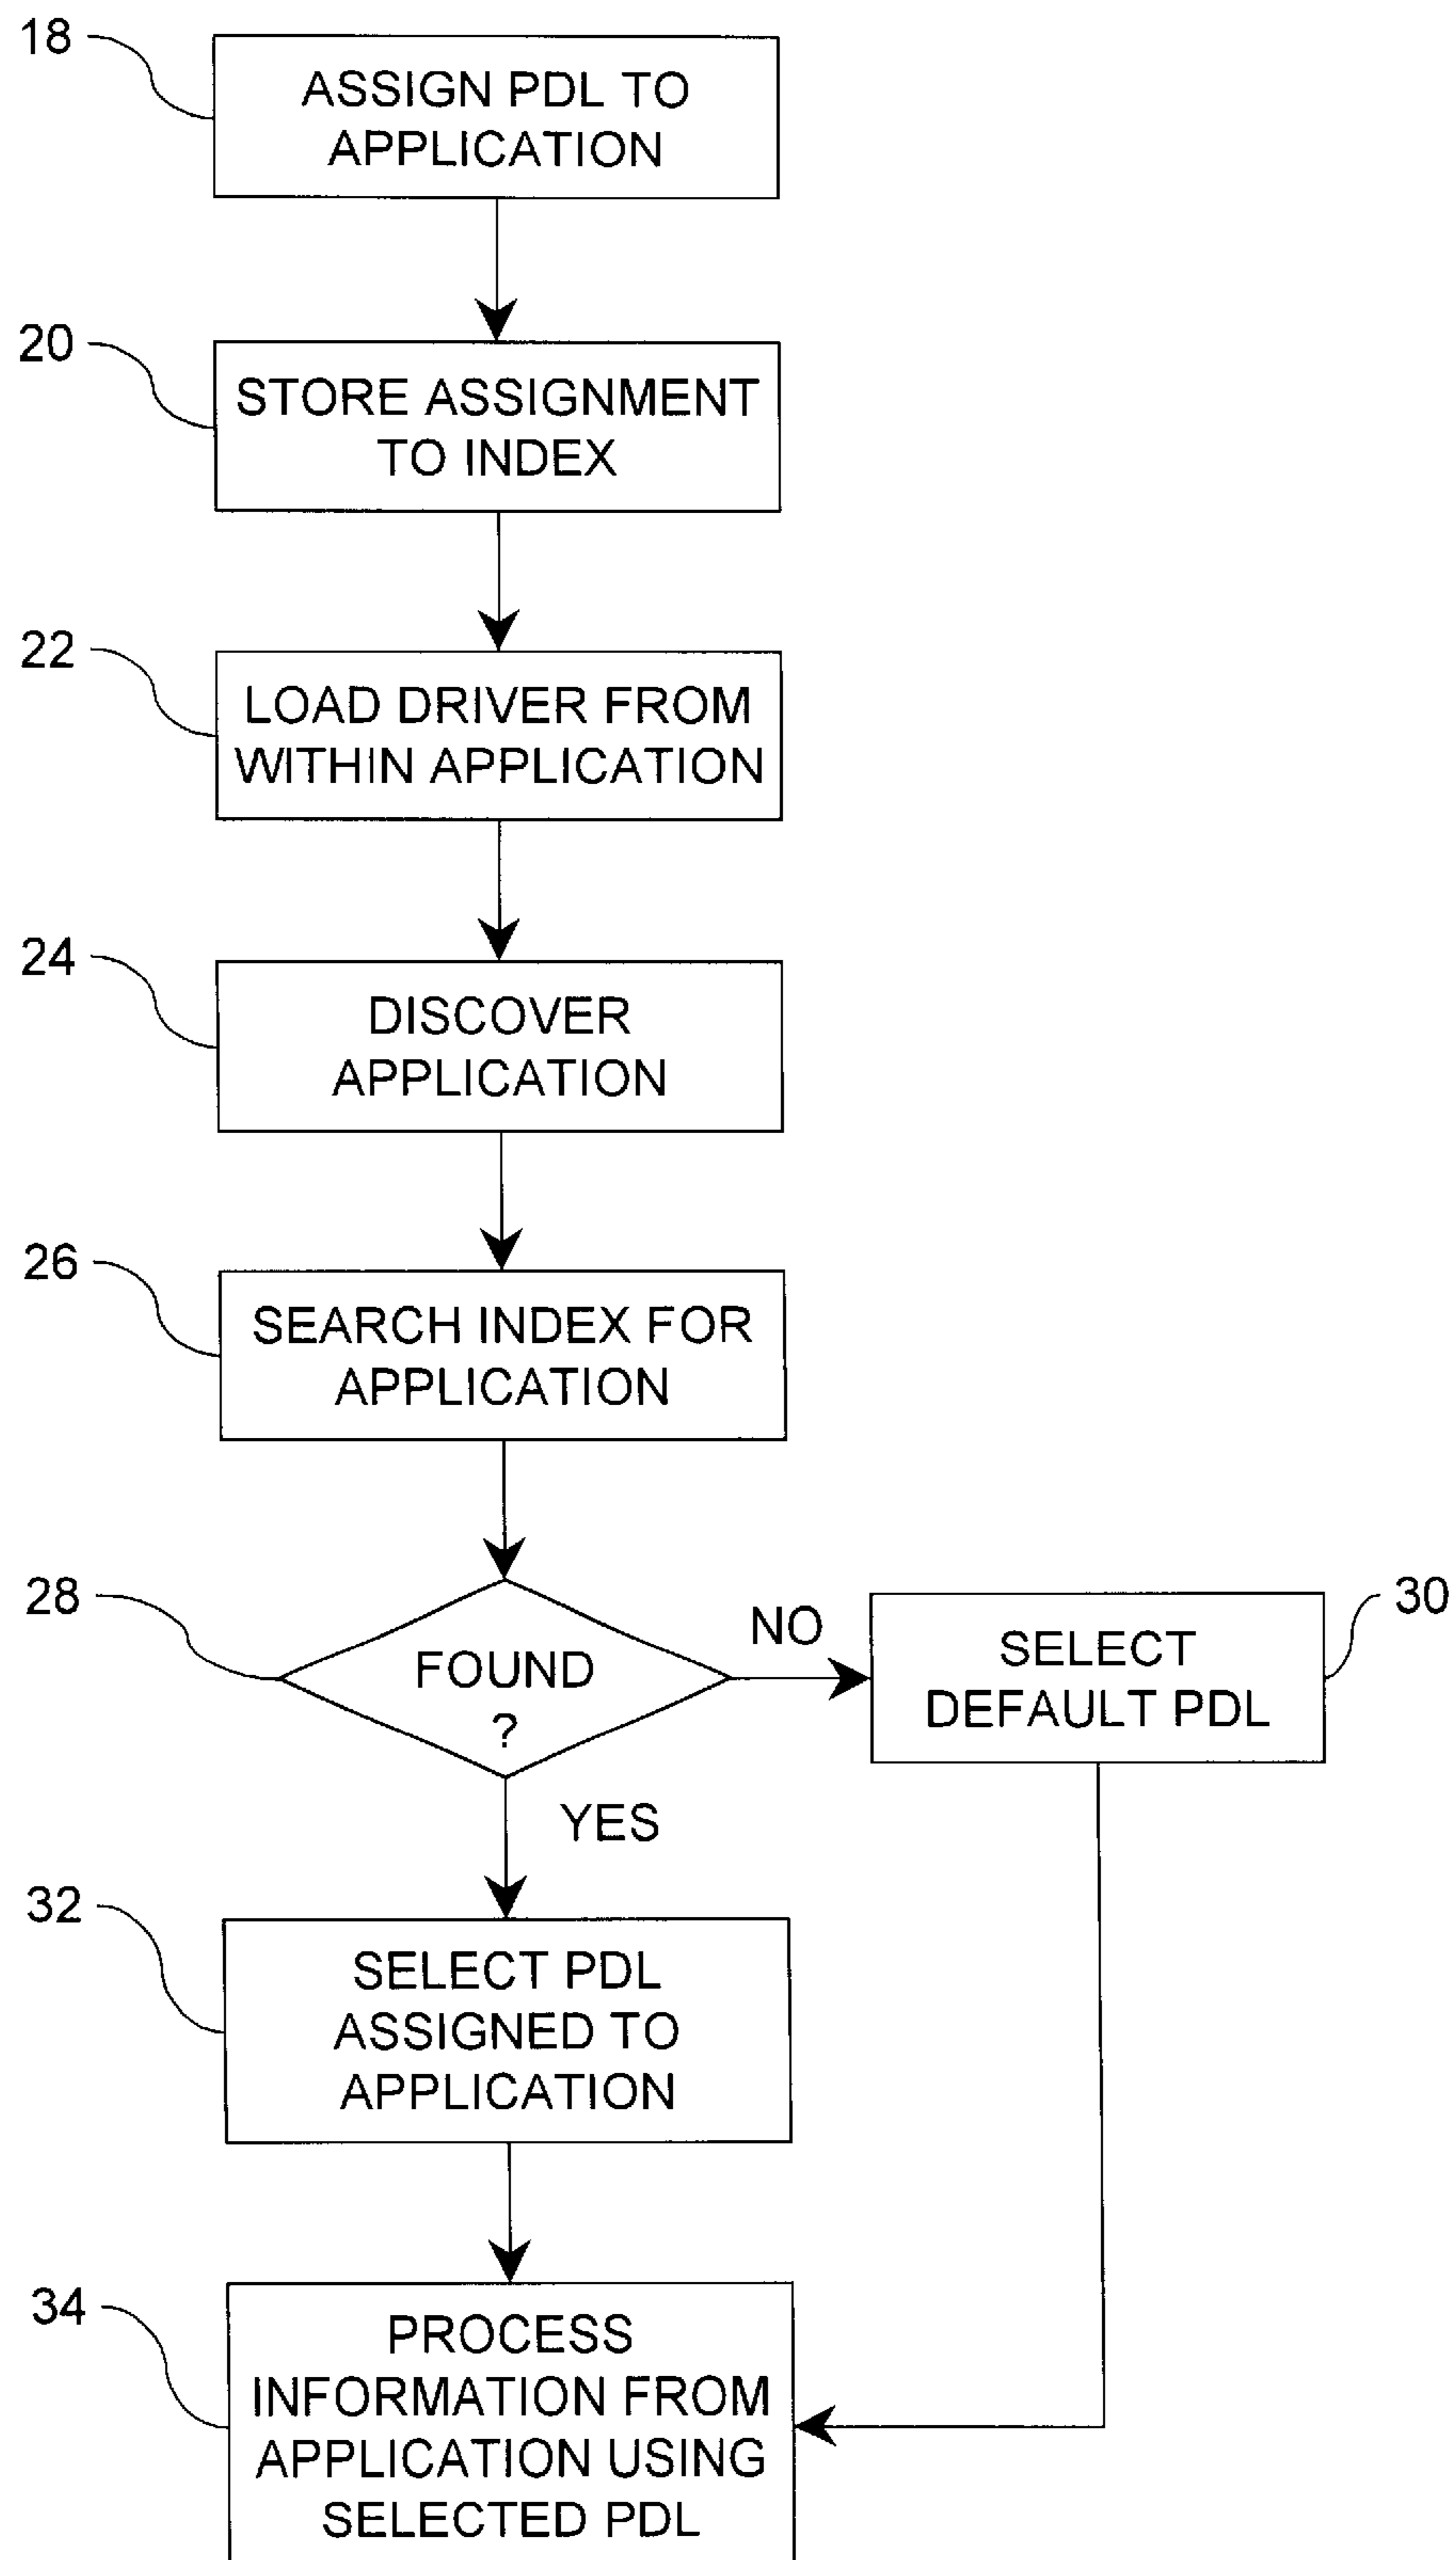 18
ASSIGN PDL TO
APPLICATION
20
STORE ASSIGNMENT
TO INDEX
22
LOAD DRIVER FROM
WITHIN APPLICATION
24
DISCOVER
APPLICATION
26
SEARCH INDEX FOR
APPLICATION
28
FOUND
?
NO
30
SELECT
DEFAULT PDL
YES
32
SELECT PDL
ASSIGNED TO
APPLICATION
34
PROCESS
INFORMATION FROM
APPLICATION USING
SELECTED PDL